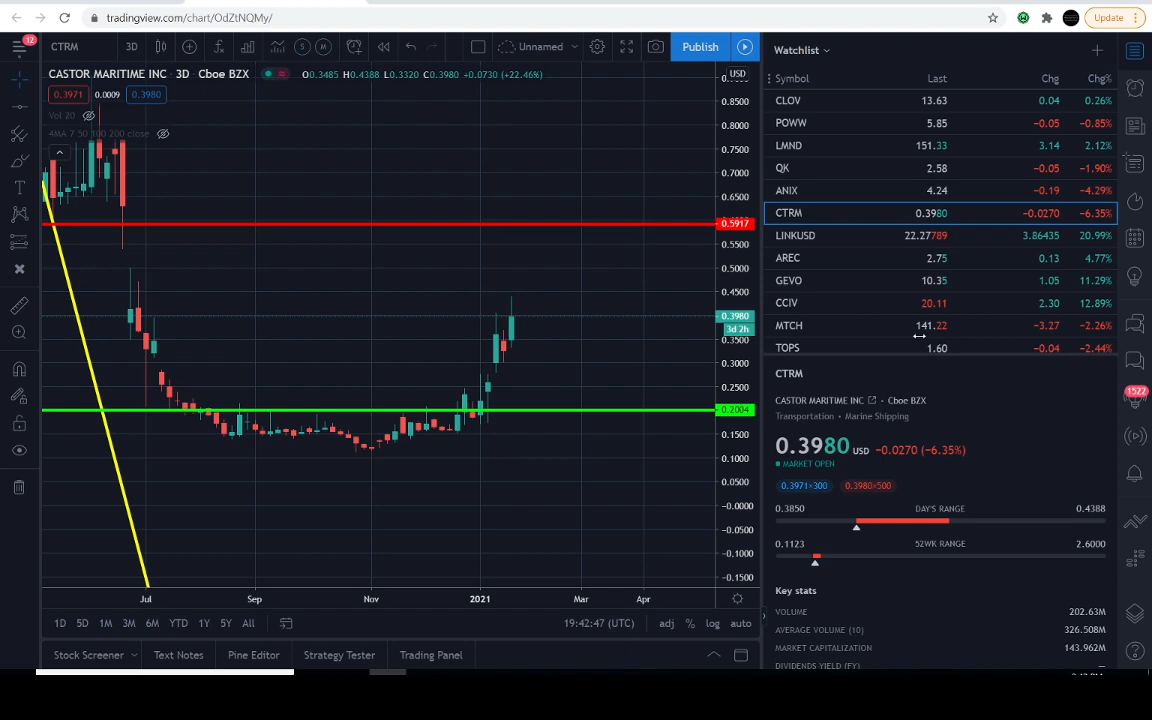 tradingview.com/chart/OdZtNQMy/
Update
12
CTRM
3D
S
M
Unnamed
Publish
Watchlist
CASTOR MARITIME INC · 3D · Cboe BZX
O0.3485 H0.4388 L0.3320 C0.3980 +0.0730 (+22.46%)
USD
0.3971
0.0009
0.3980
Vol 20
4MA 7 50 100 200 close
0.8500
0.8000
0.7500
0.7000
0.6500
0.5917
0.5500
0.5000
0.4500
0.3980
3d 2h
0.3500
0.3000
0.2500
0.2004
0.1500
0.1000
0.0500
−0.0000
−0.0500
−0.1000
−0.1500
Jul
Sep
Nov
2021
Mar
Apr
1D 5D 1M 3M 6M YTD 1Y 5Y All
19:42:47 (UTC)
adj % log auto
Stock Screener
Text Notes
Pine Editor
Strategy Tester
Trading Panel
Symbol Last Chg Chg%
CLOV 13.63 0.04 0.26%
POWW 5.85 −0.05 −0.85%
LMND 151.33 3.14 2.12%
QK 2.58 −0.05 −1.90%
ANIX 4.24 −0.19 −4.29%
CTRM 0.3980 −0.0270 −6.35%
LINKUSD 22.27789 3.86435 20.99%
AREC 2.75 0.13 4.77%
GEVO 10.35 1.05 11.29%
CCIV 20.11 2.30 12.89%
MTCH 141.22 −3.27 −2.26%
TOPS 1.60 −0.04 −2.44%
CTRM
CASTOR MARITIME INC · Cboe BZX
Transportation · Marine Shipping
0.3980 USD −0.0270 (−6.35%)
MARKET OPEN
0.3971×300 0.3980×500
0.3850 DAY'S RANGE 0.4388
0.1123 52WK RANGE 2.6000
Key stats
VOLUME 202.63M
AVERAGE VOLUME (10) 326.508M
MARKET CAPITALIZATION 143.962M
DIVIDENDS YIELD (FY) —
1522